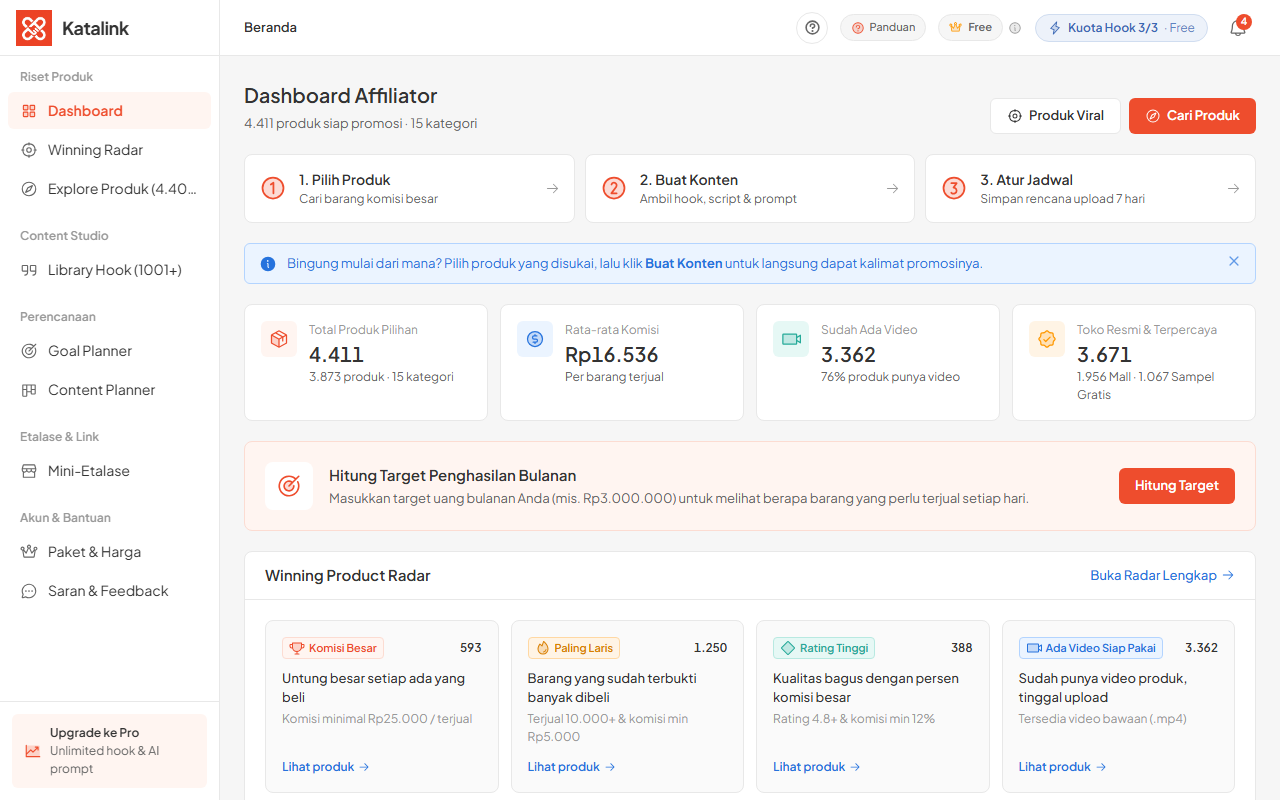 Katalink
Beranda
Panduan
Free
Kuota Hook 3/3 · Free
4
Riset Produk
Dashboard
Winning Radar
Explore Produk (4.40...
Content Studio
Library Hook (1001+)
Perencanaan
Goal Planner
Content Planner
Etalase & Link
Mini-Etalase
Akun & Bantuan
Paket & Harga
Saran & Feedback
Upgrade ke Pro
Unlimited hook & AI
prompt
Dashboard Affiliator
4.411 produk siap promosi · 15 kategori
Produk Viral
Cari Produk
1
1. Pilih Produk
Cari barang komisi besar
2
2. Buat Konten
Ambil hook, script & prompt
3
3. Atur Jadwal
Simpan rencana upload 7 hari
Bingung mulai dari mana? Pilih produk yang disukai, lalu klik Buat Konten untuk langsung dapat kalimat promosinya.
Total Produk Pilihan
4.411
3.873 produk · 15 kategori
Rata-rata Komisi
Rp16.536
Per barang terjual
Sudah Ada Video
3.362
76% produk punya video
Toko Resmi & Terpercaya
3.671
1.956 Mall · 1.067 Sampel
Gratis
Hitung Target Penghasilan Bulanan
Masukkan target uang bulanan Anda (mis. Rp3.000.000) untuk melihat berapa barang yang perlu terjual setiap hari.
Hitung Target
Winning Product Radar
Buka Radar Lengkap →
Komisi Besar
593
Untung besar setiap ada yang
beli
Komisi minimal Rp25.000 / terjual
Lihat produk →
Paling Laris
1.250
Barang yang sudah terbukti
banyak dibeli
Terjual 10.000+ & komisi min
Rp5.000
Lihat produk →
Rating Tinggi
388
Kualitas bagus dengan persen
komisi besar
Rating 4.8+ & komisi min 12%
Lihat produk →
Ada Video Siap Pakai
3.362
Sudah punya video produk,
tinggal upload
Tersedia video bawaan (.mp4)
Lihat produk →